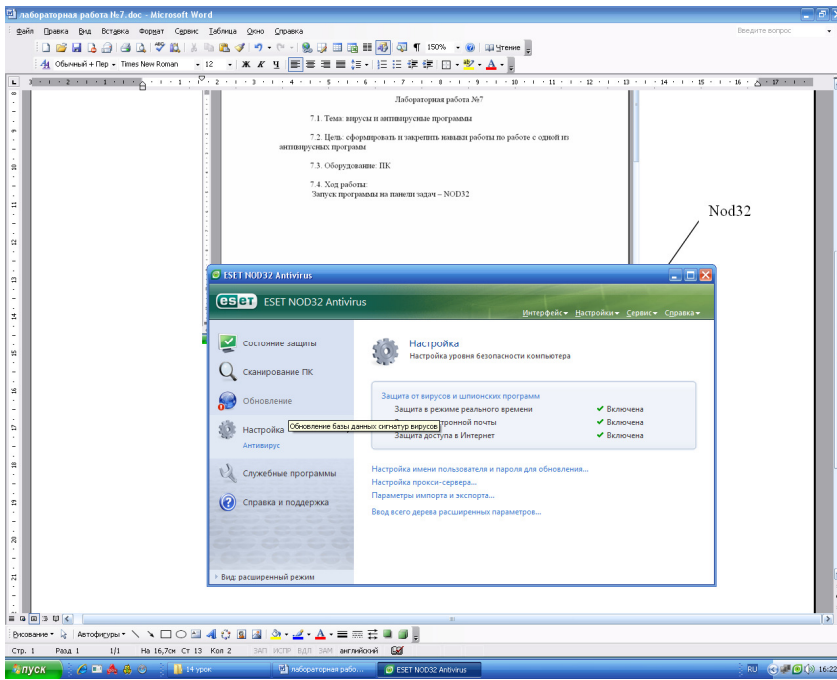 лабораторная работа №7.doc - Microsoft Word
Файл Правка Вид Вставка Формат Сервис Таблица Окно Справка
Введите вопрос
150% Чтение
Обычный + Пер Times New Roman 12 Ж К Ч
Лабораторная работа №7
7.1. Тема: вирусы и антивирусные программы
7.2. Цель: сформировать и закрепить навыки работы по работе с одной из
антивирусных программ
7.3. Оборудование: ПК
7.4. Ход работы:
Запуск программы на панели задач – NOD32
Nod32
ESET NOD32 Antivirus
eseT ESET NOD32 Antivirus
Интерфейс Настройки Сервис Справка
Состояние защиты
Сканирование ПК
Обновление
Настройка
Антивирус
Служебные программы
Справка и поддержка
Вид: расширенный режим
Обновление базы данных сигнатур вирусов
Настройка
Настройка уровня безопасности компьютера
Защита от вирусов и шпионских программ
Защита в режиме реального времени Включена
тронной почты Включена
Защита доступа в Интернет Включена
Настройка имени пользователя и пароля для обновления...
Настройка прокси-сервера...
Параметры импорта и экспорта...
Ввод всего дерева расширенных параметров...
Рисование Автофигуры
Стр. 1 Разд 1 1/1 На 16,7см Ст 13 Кол 2 ЗАП ИСПР ВДЛ ЗАМ английский
пуск 14 урок лабораторная рабо... ESET NOD32 Antivirus RU 16:22